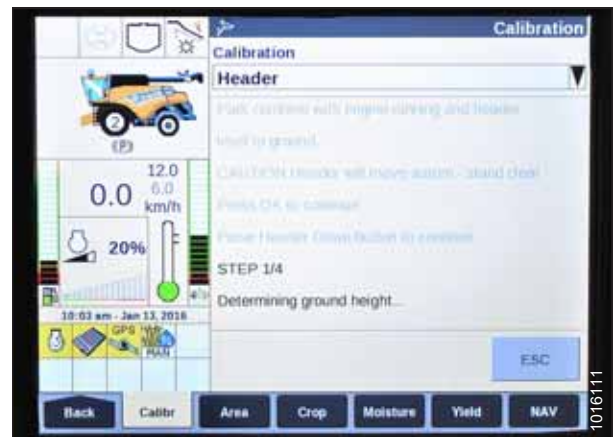 Calibration
Calibration
Header
Park combine with engine running and header
level to ground.
CAUTION Header will move autom - stand clear
Press OK to continue
Press Header Down Button to continue
STEP 1/4
Determining ground height...
ESC
2
(P)
12.0
0.0
6.0
km/h
20%
10:03 am - Jan 13, 2016
GPS
MAN
Back
Calibr
Area
Crop
Moisture
Yield
NAV
1016111